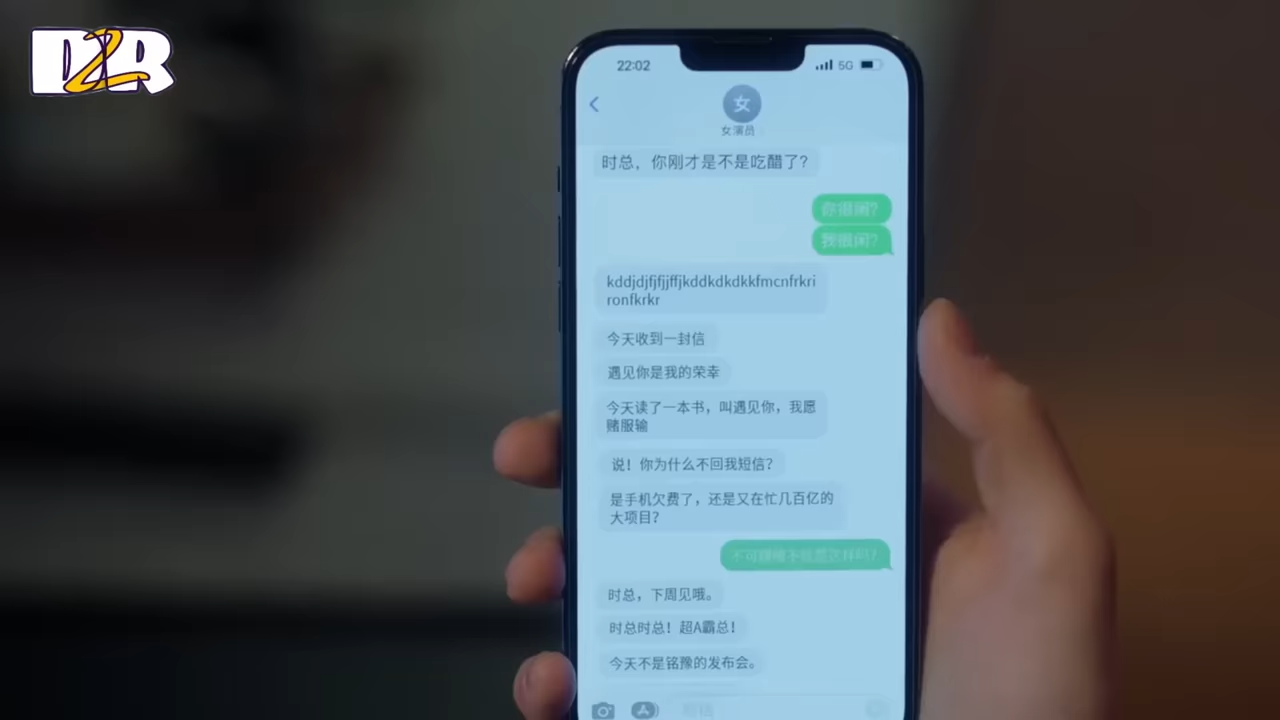 D2R
22:02
5G
女
女演员
时总，你刚才是不是吃醋了？
你很闲？
我很闲？
kddjdjfjfjjffjkddkdkdkkfmcnfrkri
ronfkrkr
今天收到一封信
遇见你是我的荣幸
今天读了一本书，叫遇见你，我愿
赌服输
说！你为什么不回我短信？
是手机欠费了，还是又在忙几百亿的
大项目？
时总，下周见哦。
时总时总！超A霸总！
今天不是铭豫的发布会。
短信